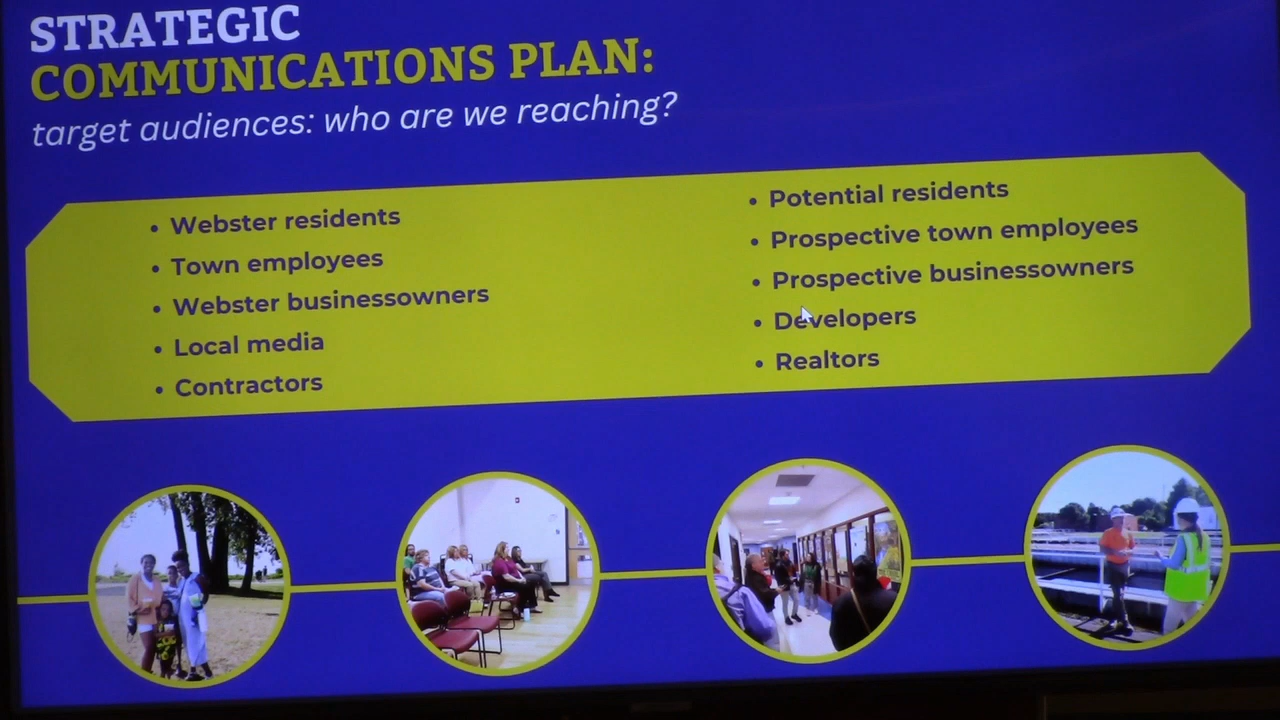 STRATEGIC
COMMUNICATIONS PLAN:
target audiences: who are we reaching?
• Webster residents
• Town employees
• Webster businessowners
• Local media
• Contractors
• Potential residents
• Prospective town employees
• Prospective businessowners
• Developers
• Realtors